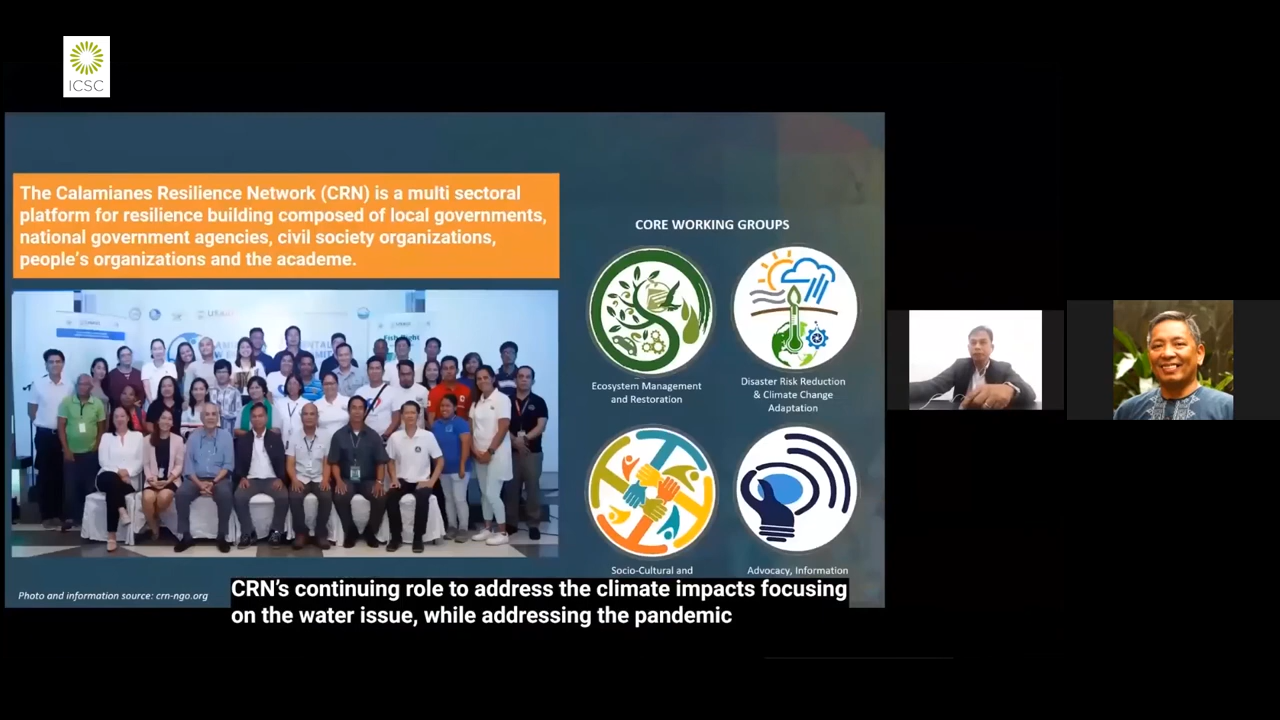 ICSC
The Calamianes Resilience Network (CRN) is a multi sectoral
platform for resilience building composed of local governments,
national government agencies, civil society organizations,
people's organizations and the academe.
CORE WORKING GROUPS
Ecosystem Management
and Restoration
Disaster Risk Reduction
& Climate Change
Adaptation
Socio-Cultural and
Advocacy, Information
Photo and information source: crn-ngo.org
CRN's continuing role to address the climate impacts focusing
on the water issue, while addressing the pandemic